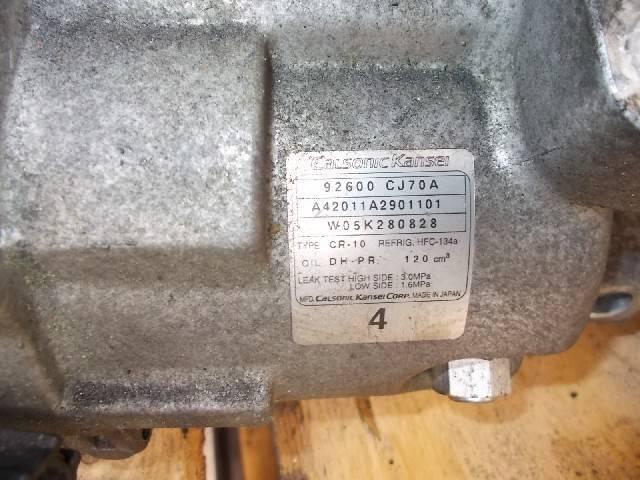 CALSONIC KANSEI
92600 CJ70A
A42011A2901101
W05K280828
TYPE CR-10 REFRIG. HFC-134a
OIL DH-PR 120 cm³
LEAK TEST HIGH SIDE : 3.0MPa
LOW SIDE : 1.6MPa
MFD. CALSONIC KANSEI CORP. MADE IN JAPAN
4